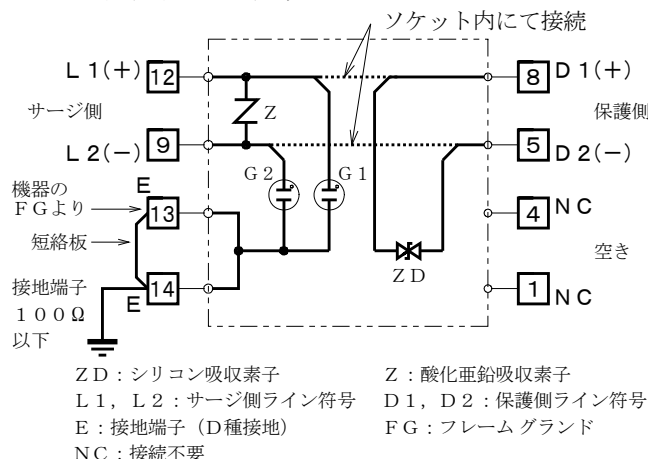 ソケット内にて接続
L1(+) 12
8 D1(+)
サージ側
Z
保護側
L2(−) 9
5 D2(−)
G2 G1
機器の
FGより
E
13
4 NC
短絡板
空き
ZD
接地端子
100Ω
以下
E
14
1 NC
ZD:シリコン吸収素子
Z:酸化亜鉛吸収素子
L1,L2:サージ側ライン符号
D1,D2:保護側ライン符号
E:接地端子(D種接地)
FG:フレームグランド
NC:接続不要